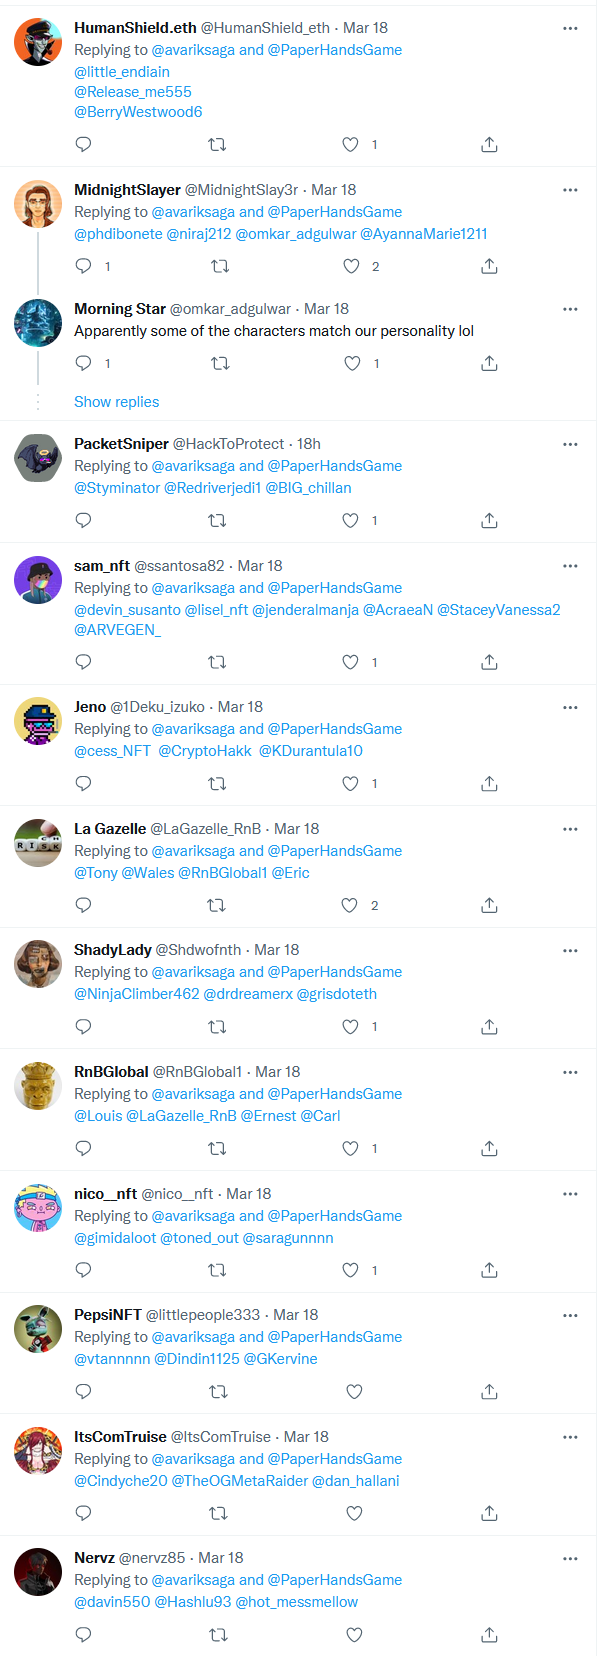 HumanShield.eth @HumanShield_eth · Mar 18
Replying to @avariksaga and @PaperHandsGame
@little_endiain
@Release_me555
@BerryWestwood6
1
MidnightSlayer @MidnightSlay3r · Mar 18
Replying to @avariksaga and @PaperHandsGame
@phdibonete @niraj212 @omkar_adgulwar @AyannaMarie1211
1 2
Morning Star @omkar_adgulwar · Mar 18
Apparently some of the characters match our personality lol
1 1
Show replies
PacketSniper @HackToProtect · 18h
Replying to @avariksaga and @PaperHandsGame
@Styminator @Redriverjedi1 @BIG_chillan
1
sam_nft @ssantosa82 · Mar 18
Replying to @avariksaga and @PaperHandsGame
@devin_susanto @lisel_nft @jenderalmanja @AcraeaN @StaceyVanessa2
@ARVEGEN_
1
Jeno @1Deku_izuko · Mar 18
Replying to @avariksaga and @PaperHandsGame
@cess_NFT @CryptoHakk @KDurantula10
1
La Gazelle @LaGazelle_RnB · Mar 18
RISK
Replying to @avariksaga and @PaperHandsGame
@Tony @Wales @RnBGlobal1 @Eric
2
ShadyLady @Shdwofnth · Mar 18
Replying to @avariksaga and @PaperHandsGame
@NinjaClimber462 @drdreamerx @grisdoteth
1
RnBGlobal @RnBGlobal1 · Mar 18
Replying to @avariksaga and @PaperHandsGame
@Louis @LaGazelle_RnB @Ernest @Carl
1
nico__nft @nico__nft · Mar 18
Replying to @avariksaga and @PaperHandsGame
@gimidaloot @toned_out @saragunnnn
1
PepsiNFT @littlepeople333 · Mar 18
Replying to @avariksaga and @PaperHandsGame
@vtannnnn @Dindin1125 @GKervine
ItsComTruise @ItsComTruise · Mar 18
Replying to @avariksaga and @PaperHandsGame
@Cindyche20 @TheOGMetaRaider @dan_hallani
Nervz @nervz85 · Mar 18
Replying to @avariksaga and @PaperHandsGame
@davin550 @Hashlu93 @hot_messmellow